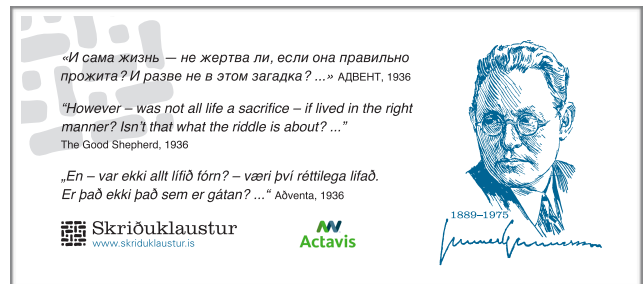 «И сама жизнь — не жертва ли, если она правильно
прожита? И разве не в этом загадка? ...» АДВЕНТ, 1936
“However – was not all life a sacrifice – if lived in the right
manner? Isn’t that what the riddle is about? ...”
The Good Shepherd, 1936
„En – var ekki allt lífið fórn? – væri því réttilega lifað.
Er það ekki það sem er gátan? ...“ Aðventa, 1936
Skriðuklaustur
www.skriduklaustur.is
Actavis
1889–1975
Gunnar Gunnarsson